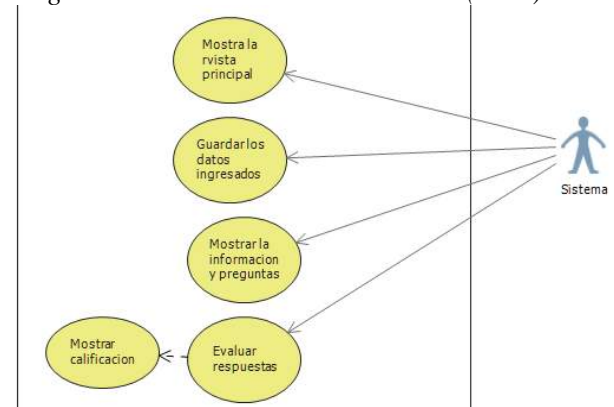 Mostra la
rvista
principal
Guardar los
datos
ingresados
Sistema
Mostrar la
informacion
y preguntas
Mostrar
calificacion
Evaluar
respuestas